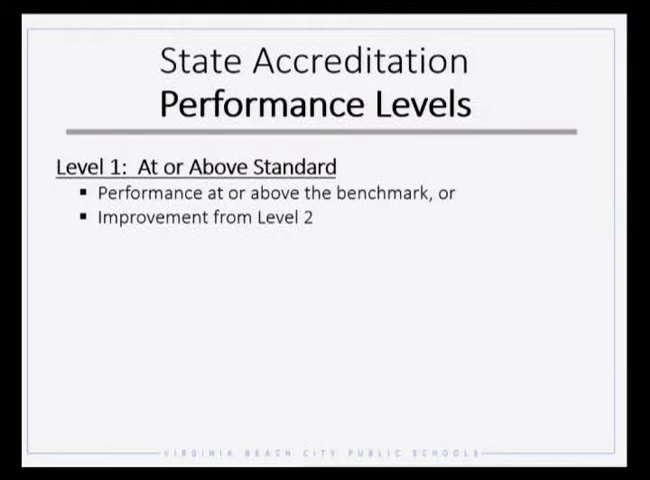 State Accreditation
Performance Levels
Level 1: At or Above Standard
▪ Performance at or above the benchmark, or
▪ Improvement from Level 2
VIRGINIA BEACH CITY PUBLIC SCHOOLS